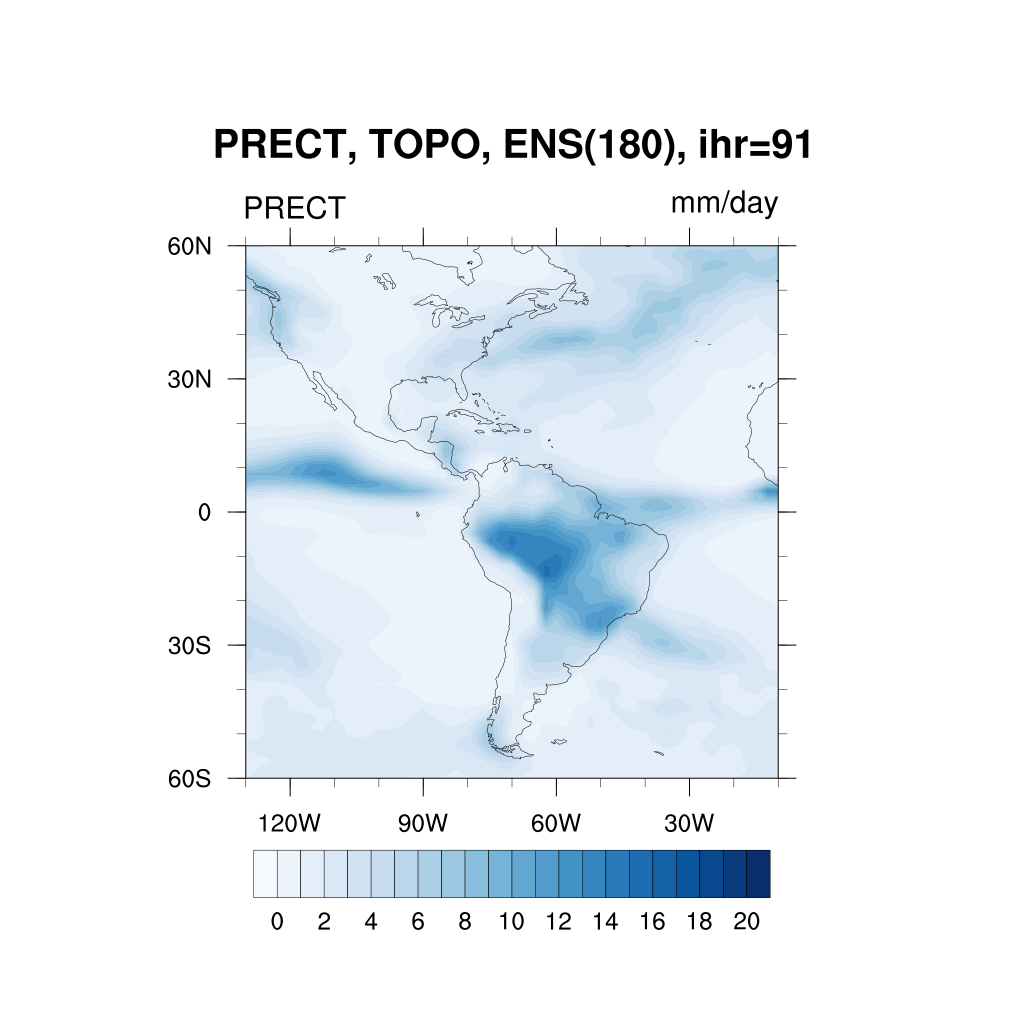 PRECT, TOPO, ENS(180), ihr=91
PRECT mm/day
60N
30N
0
30S
60S
120W 90W 60W 30W
0 2 4 6 8 10 12 14 16 18 20